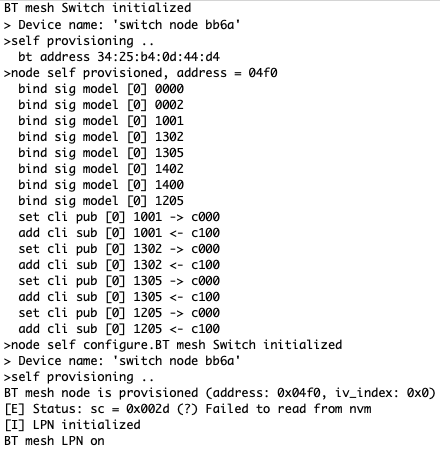 BT mesh Switch initialized
> Device name: 'switch node bb6a'
>self provisioning ..
  bt address 34:25:b4:0d:44:d4
>node self provisioned, address = 04f0
  bind sig model [0] 0000
  bind sig model [0] 0002
  bind sig model [0] 1001
  bind sig model [0] 1302
  bind sig model [0] 1305
  bind sig model [0] 1402
  bind sig model [0] 1400
  bind sig model [0] 1205
  set cli pub [0] 1001 -> c000
  add cli sub [0] 1001 <- c100
  set cli pub [0] 1302 -> c000
  add cli sub [0] 1302 <- c100
  set cli pub [0] 1305 -> c000
  add cli sub [0] 1305 <- c100
  set cli pub [0] 1205 -> c000
  add cli sub [0] 1205 <- c100
>node self configure.BT mesh Switch initialized
> Device name: 'switch node bb6a'
>self provisioning ..
BT mesh node is provisioned (address: 0x04f0, iv_index: 0x0)
[E] Status: sc = 0x002d (?) Failed to read from nvm
[I] LPN initialized
BT mesh LPN on